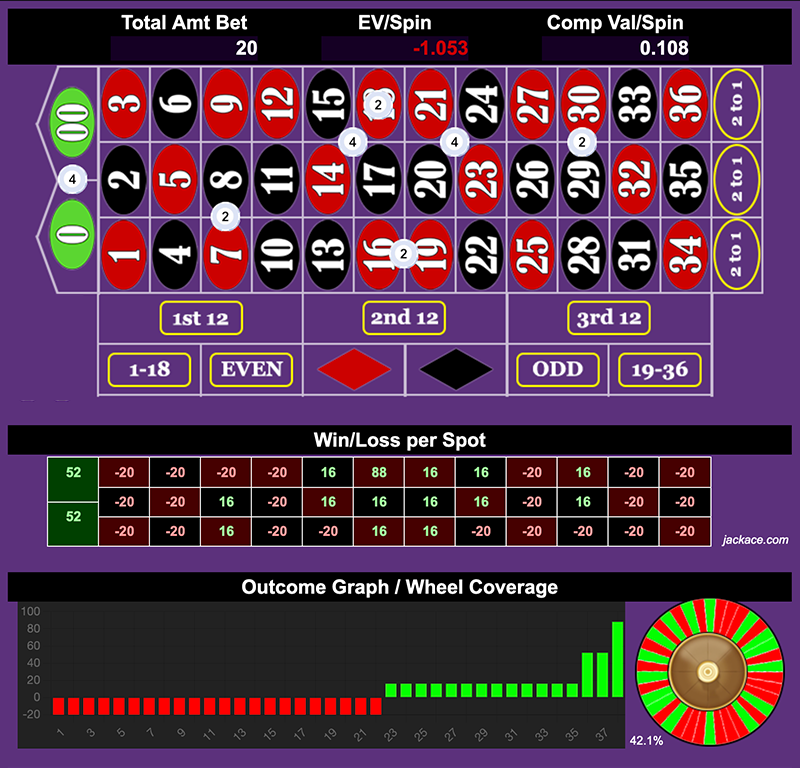 Total Amt Bet EV/Spin Comp Val/Spin
20 -1.053 0.108
00 3 6 9 12 15 2 21 24 27 30 33 36 2 to 1
4 4 2
4 2 5 8 11 14 17 20 23 26 29 32 35 2 to 1
2
0 1 4 7 10 13 16 2 19 22 25 28 31 34 2 to 1
1st 12 2nd 12 3rd 12
1-18 EVEN ODD 19-36
Win/Loss per Spot
52 -20 -20 -20 -20 16 88 16 16 -20 16 -20 -20
-20 -20 16 -20 16 16 16 16 -20 16 -20 -20
52 -20 -20 16 -20 -20 16 16 -20 -20 -20 -20 -20
jackace.com
Outcome Graph / Wheel Coverage
100
80
60
40
20
0
-20
1 3 5 7 9 11 13 15 17 19 21 23 25 27 29 31 33 35 37
42.1%